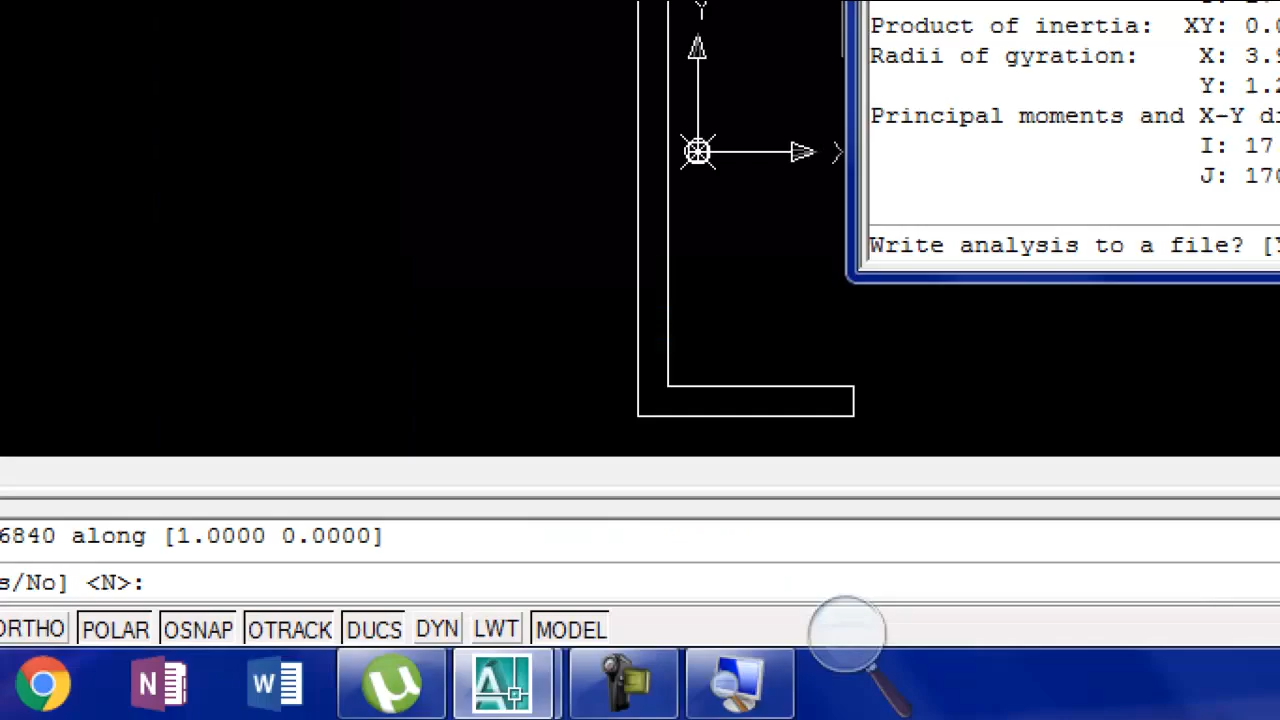 Y
Product of inertia: XY: 0.0
Radii of gyration: X: 3.9
Y: 1.2
Principal moments and X-Y di
X
I: 17
J: 170
Write analysis to a file? [Y
6840 along [1.0000 0.0000]
s/No] <N>:
ORTHO POLAR OSNAP OTRACK DUCS DYN LWT MODEL
N W µ A